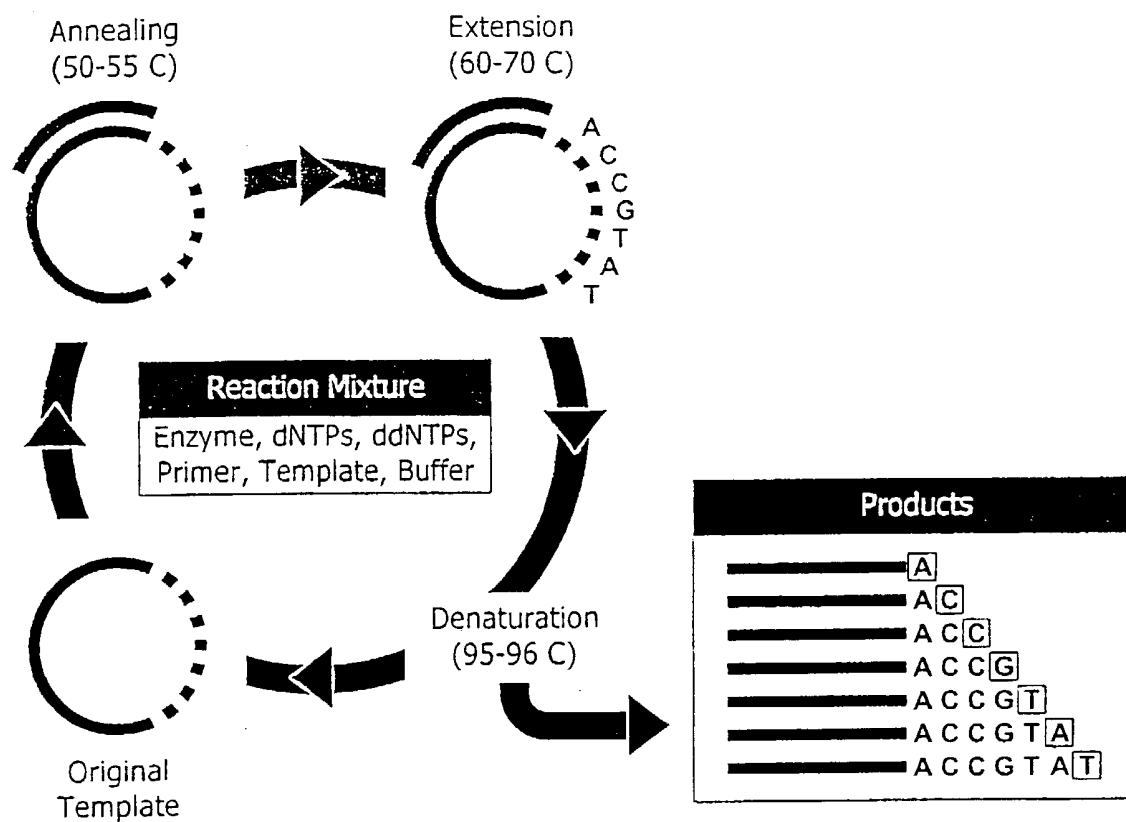 Annealing
(50-55 C)
Extension
(60-70 C)
A
C
C
G
T
A
T
Reaction Mixture
Enzyme, dNTPs, ddNTPs,
Primer, Template, Buffer
Original
Template
Denaturation
(95-96 C)
Products
A
A C
A C C
A C C G
A C C G T
A C C G T A
A C C G T A T